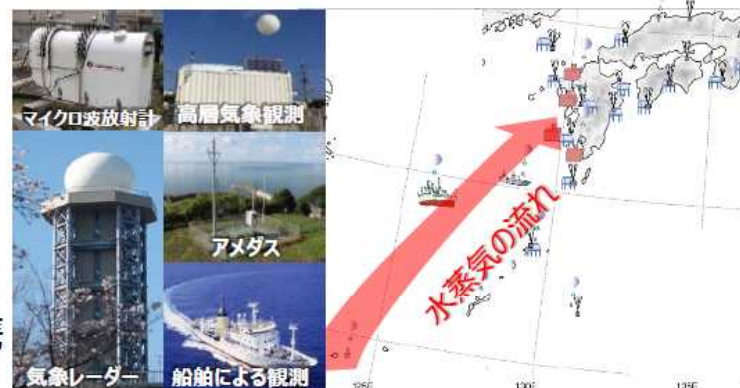 マイクロ波放射計
高層気象観測
アメダス
気象レーダー
船舶による観測
水蒸気の流れ